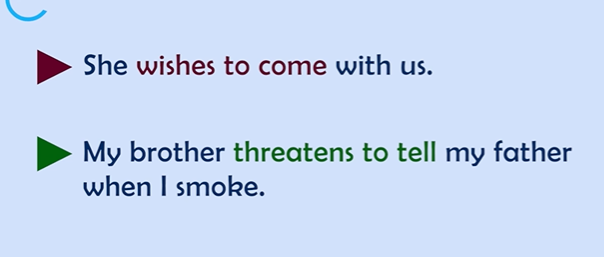 She wishes to come with us.
My brother threatens to tell my father
when I smoke.